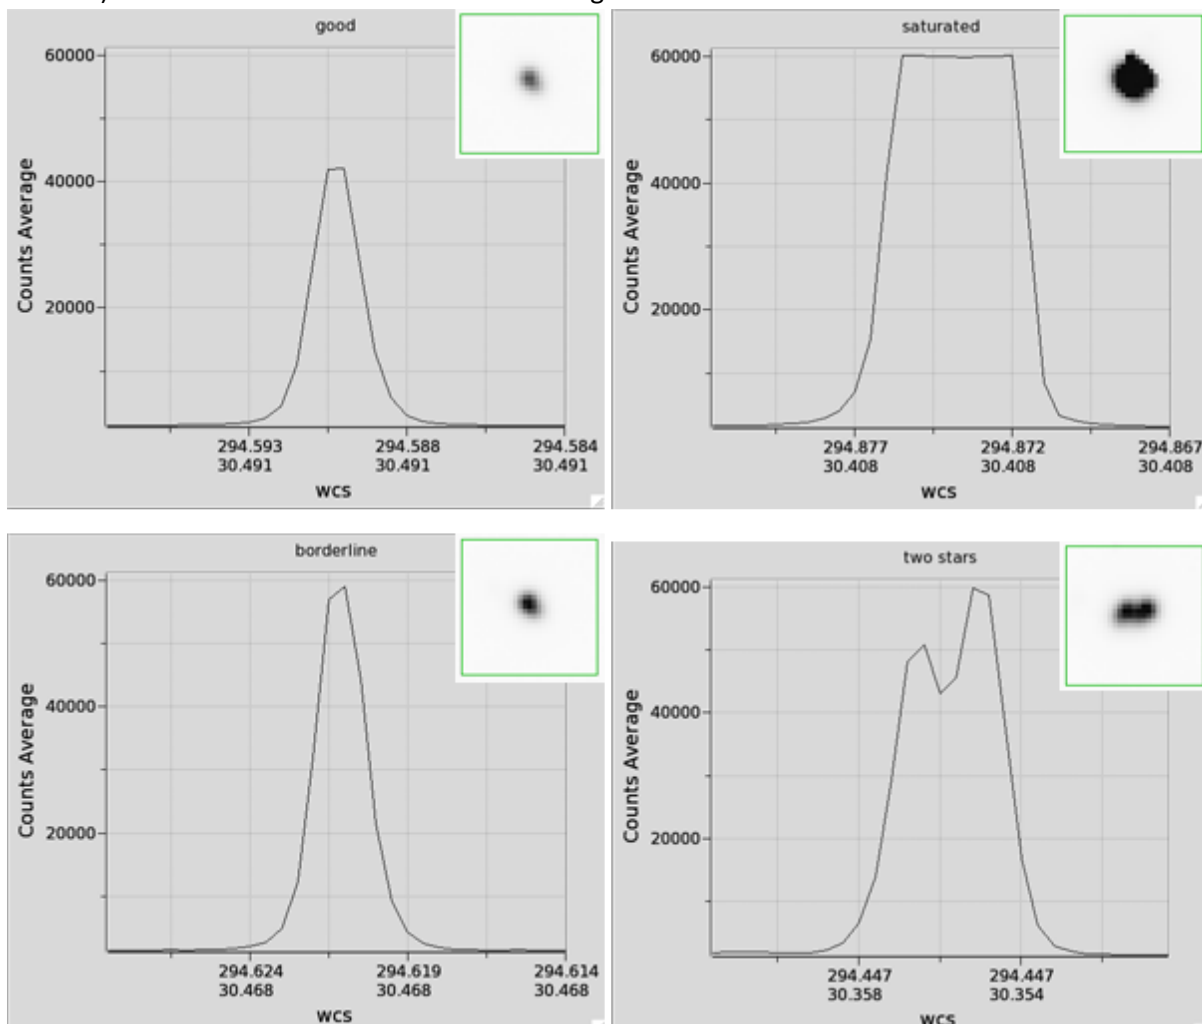 good
60000
40000
20000
Counts Average
294.593 294.588 294.584
30.491 30.491 30.491
WCS
saturated
60000
40000
20000
Counts Average
294.877 294.872 294.867
30.408 30.408 30.408
WCS
borderline
60000
40000
20000
Counts Average
294.624 294.619 294.614
30.468 30.468 30.468
WCS
two stars
60000
40000
20000
Counts Average
294.447 294.447
30.358 30.354
WCS